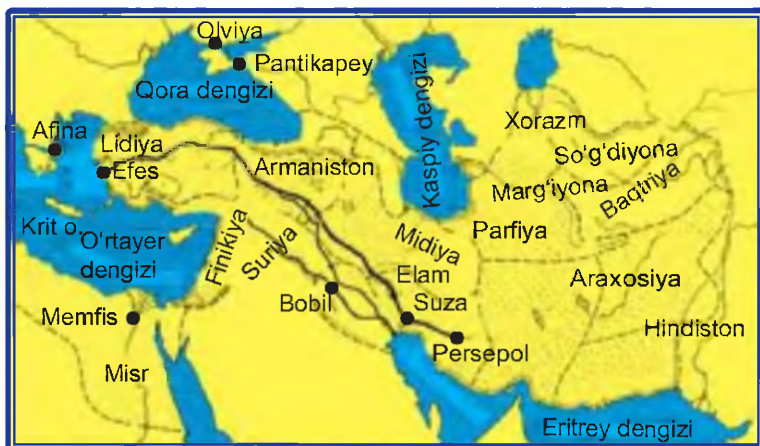 Olviya
Pantikapey
Qora dengizi
Kaspiy dengizi
Xorazm
Afina
Lidiya
Efes
Armaniston
So‘g‘diyona
Marg‘iyona
Baqtriya
Parfiya
Krit o.
O‘rtayer
dengizi
Finikiya
Suriya
Midiya
Elam
Suza
Araxosiya
Bobil
Memfis
Persepol
Hindiston
Misr
Eritrey dengizi